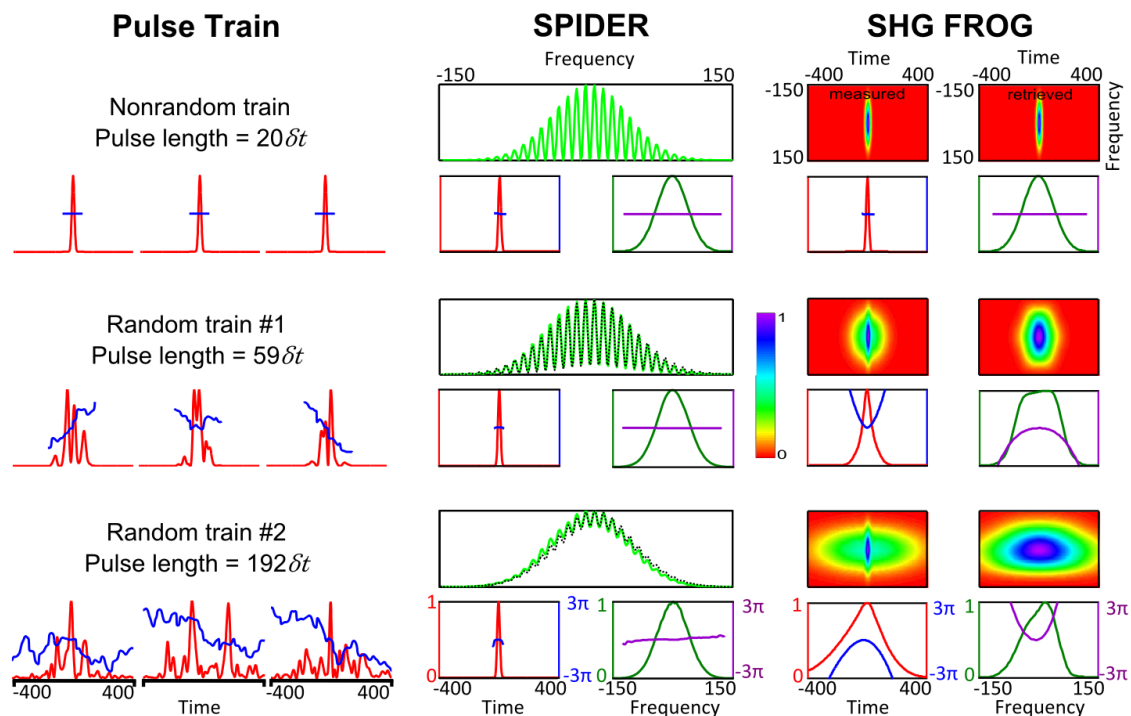 Pulse Train
SPIDER
SHG FROG
Frequency
-150 150
Time
-400 400
Time
-400 400
Nonrandom train
Pulse length = 20δt
-150
150
measured
retrieved
Frequency
Random train #1
Pulse length = 59δt
1
0
Random train #2
Pulse length = 192δt
1
0
3π
-3π
1
0
3π
-3π
1
0
3π
-3π
1
0
3π
-3π
-400 400
-400 400
Time
-400 400
Time
-150 150
Frequency
-400 400
Time
-150 150
Frequency